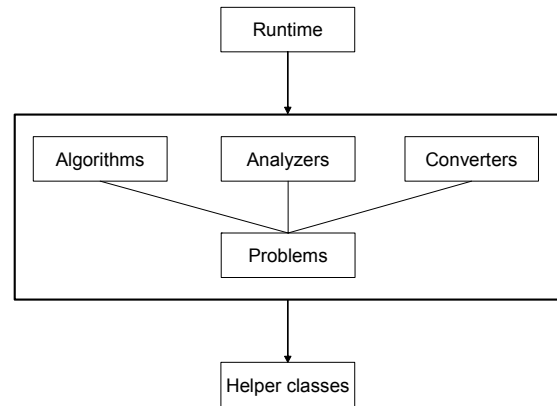 Runtime
Algorithms
Analyzers
Converters
Problems
Helper classes